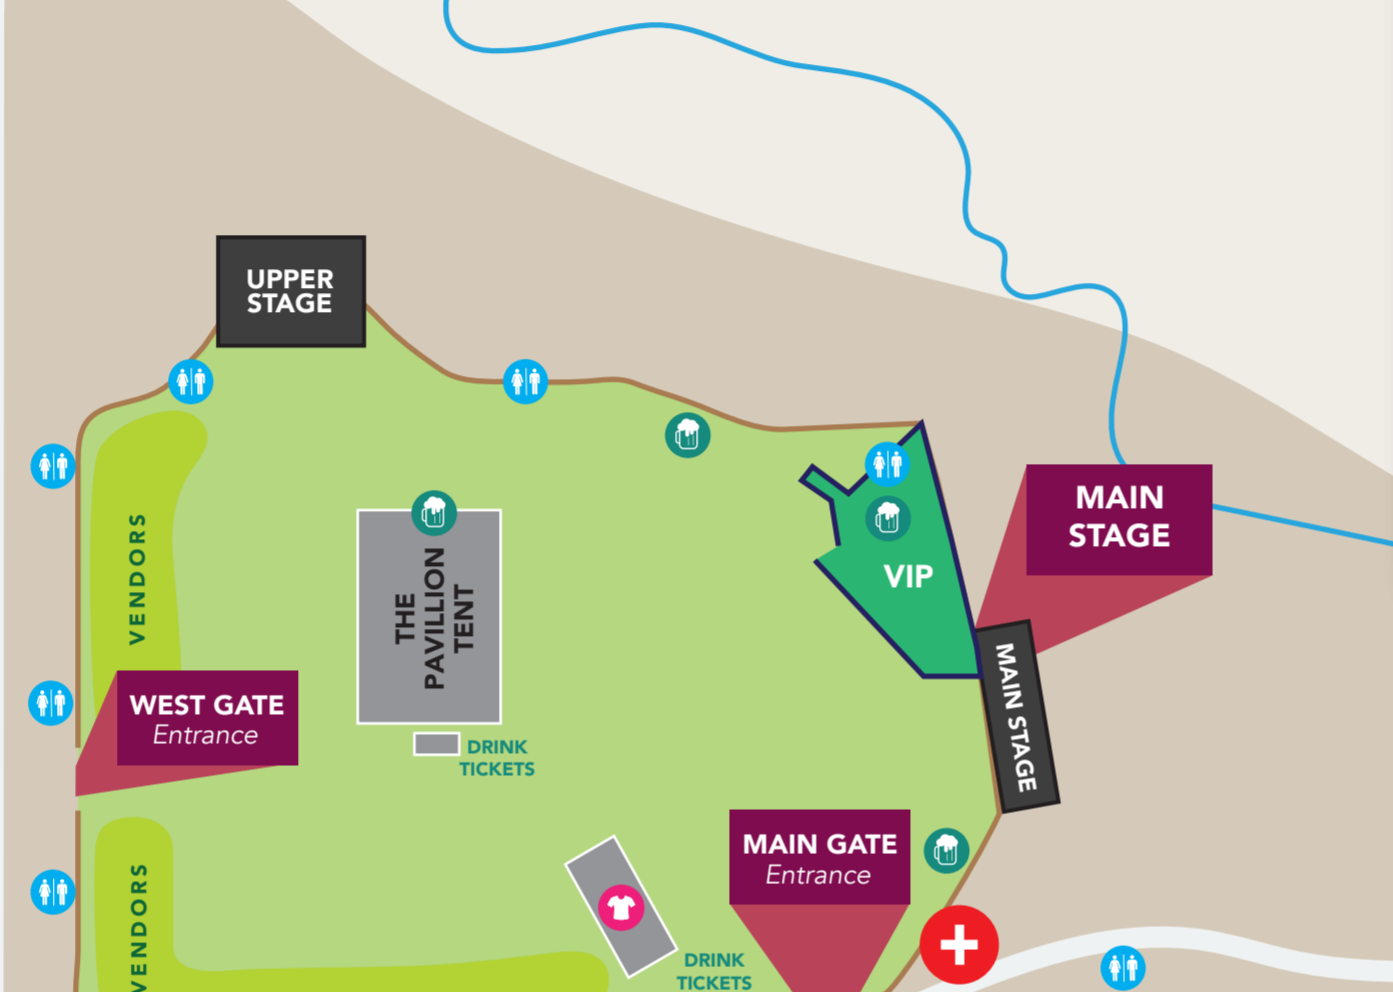 UPPER
STAGE
MAIN
STAGE
VENDORS
THE
PAVILLION
TENT
VIP
MAIN STAGE
WEST GATE
Entrance
DRINK
TICKETS
MAIN GATE
Entrance
VENDORS
DRINK
TICKETS